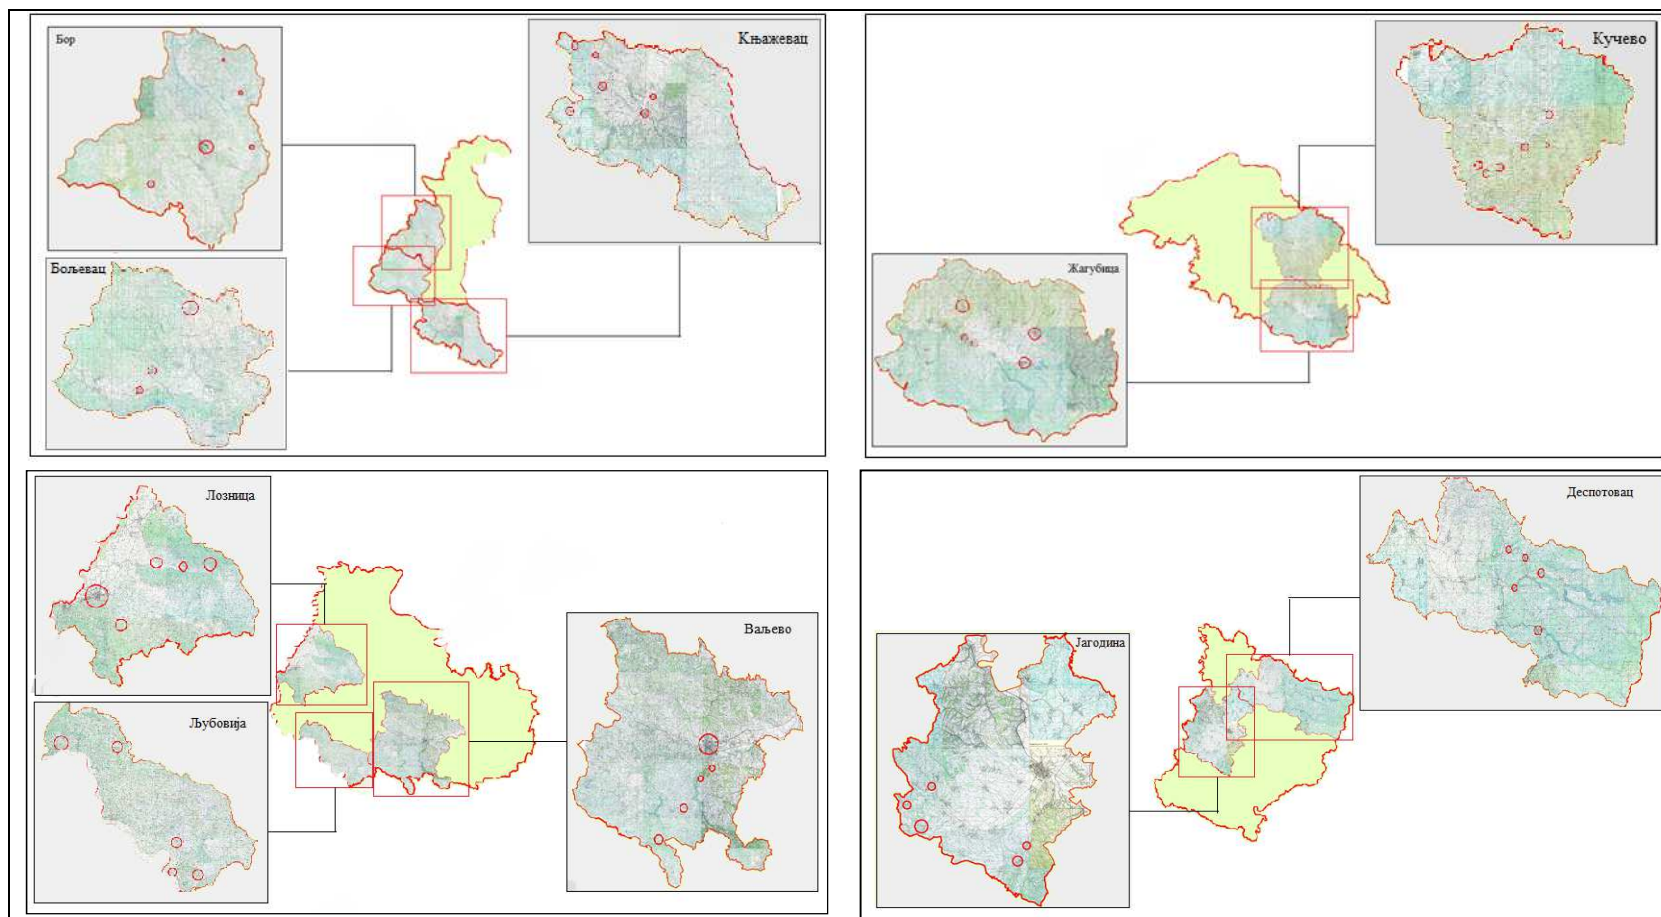 Бор
Књажевац
Бољевац
Кучево
Жагубица
Лозница
Љубовија
Ваљево
Деспотовац
Јагодина